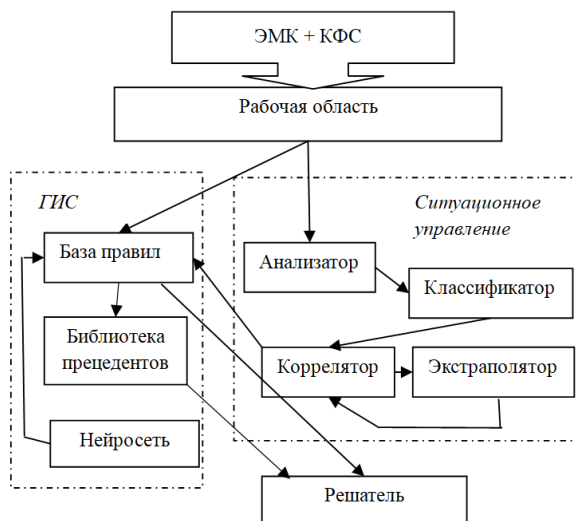 ЭМК + КФС
Рабочая область
ГИС
Ситуационное
управление
База правил
Анализатор
Классификатор
Библиотека
прецедентов
Коррелятор
Экстраполятор
Нейросеть
Решатель